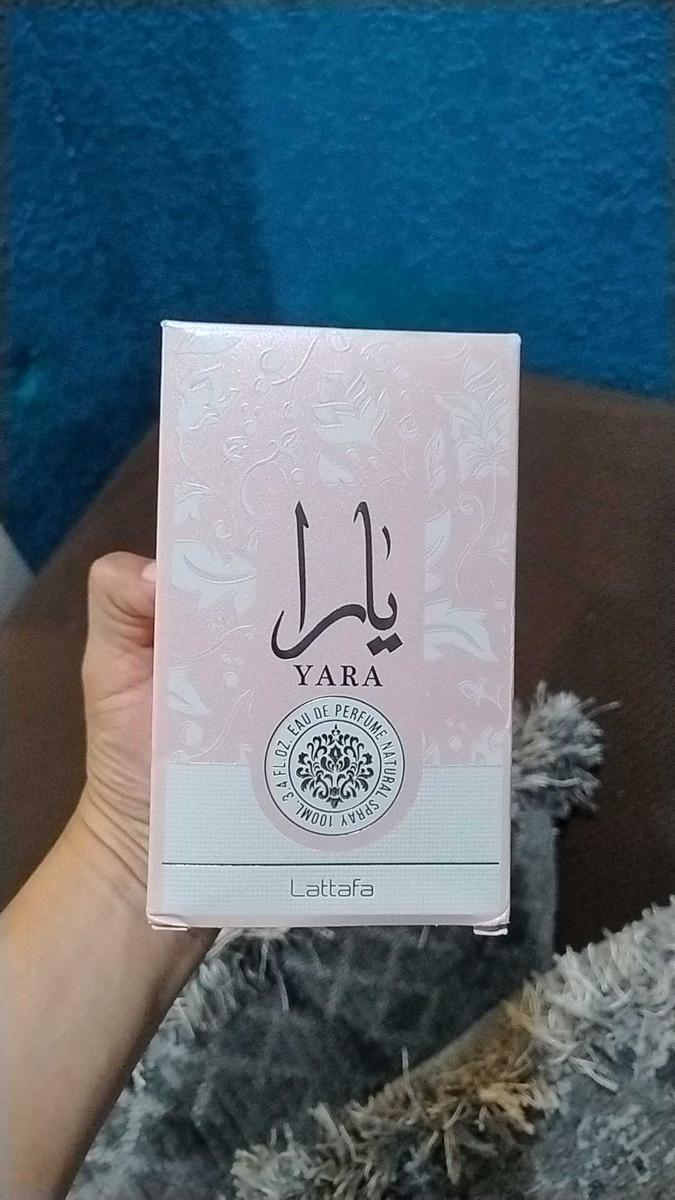 يارا
YARA
EAU DE PERFUME NATURAL SPRAY 100ML. 3.4 FL.OZ.
Lattafa